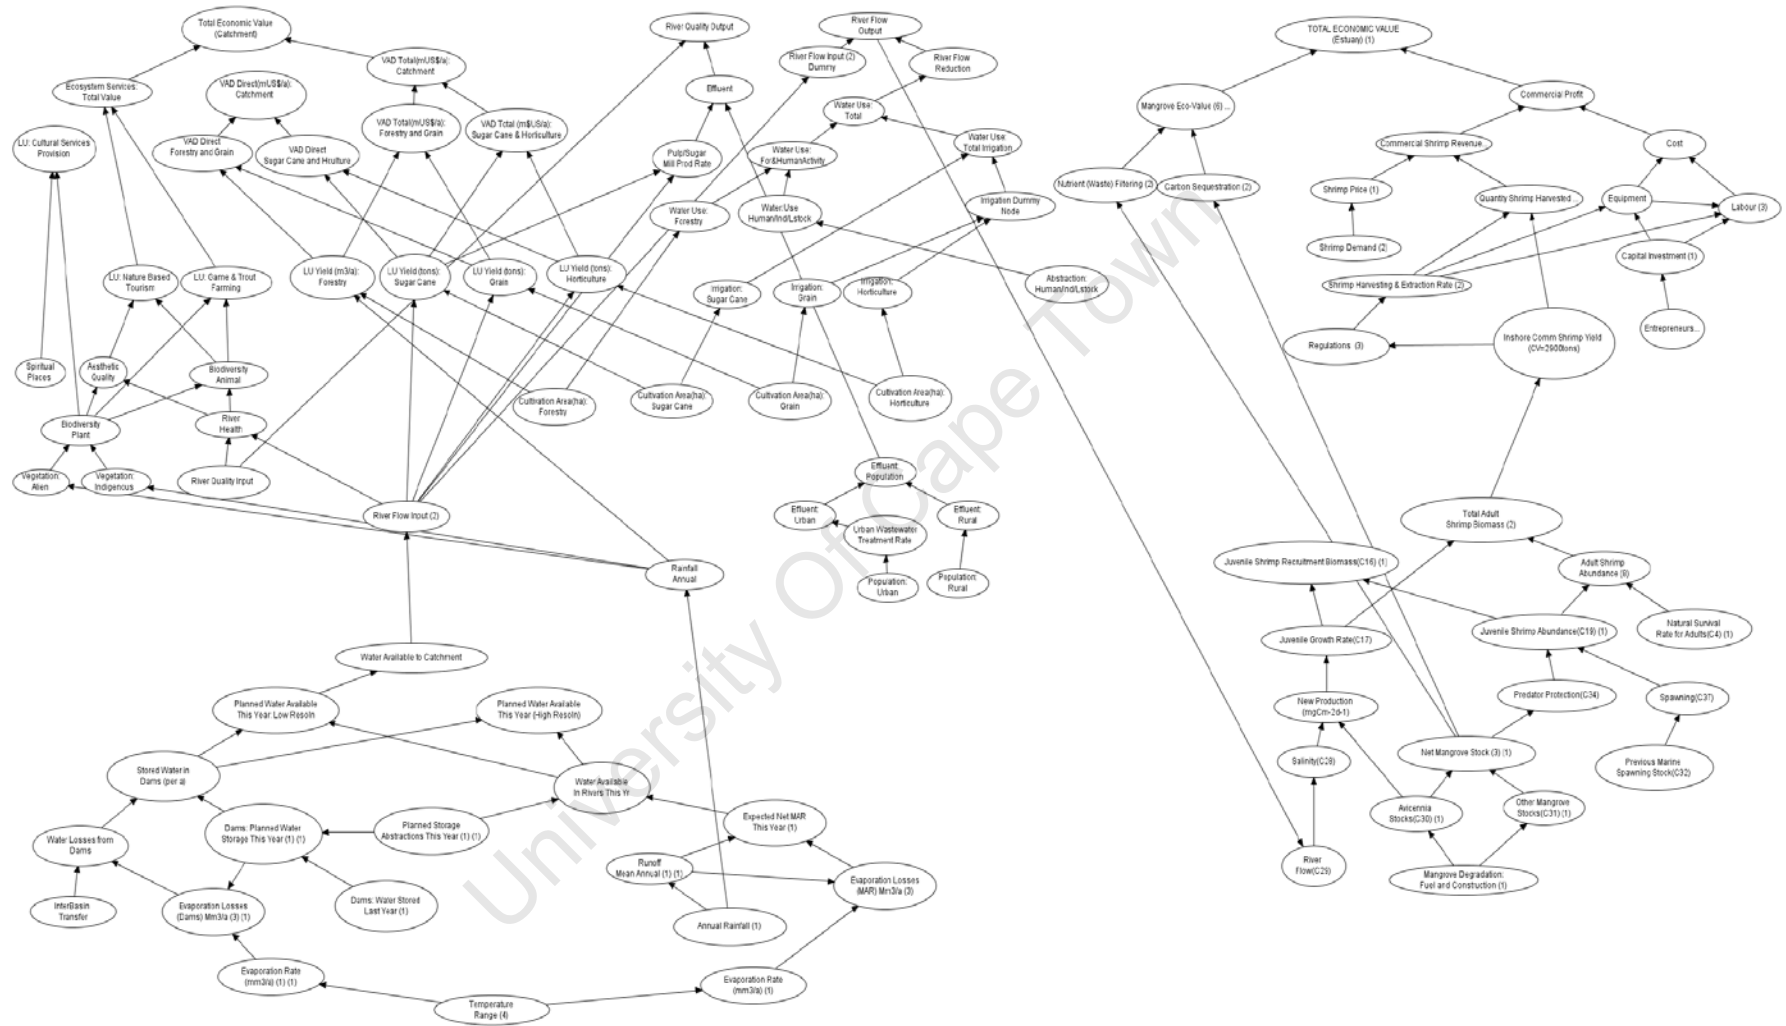 Total Economic Value
(Catchment)
River Quality Output
River Flow
Output
TOTAL ECONOMIC VALUE
(Estuary) (1)
VAD Total(mUS$/a):
Catchment
River Flow Input (2)
Dummy
River Flow
Reduction
Ecosystem Services:
Total Value
VAD Direct(mUS$/a):
Catchment
Effluent
Mangrove Eco-Value (6) ...
Commercial Profit
Water Use:
Total
VAD Total(mUS$/a):
Forestry and Grain
VAD Total (m$US/a):
Sugar Cane & Horticulture
LU: Cultural Services
Provision
VAD Direct
Forestry and Grain
VAD Direct
Sugar Cane and Hculture
Pulp/Sugar
Mill Prod Rate
Water Use:
For&HumanActivity
Water Use:
Total Irrigation
Commercial Shrimp Revenue...
Cost
Nutrient (Waste) Filtering (2)
Carbon Sequestration (2)
Shrimp Price (1)
Quantity Shrimp Harvested ...
Equipment
Labour (3)
Water Use:
Forestry
Water:Use
Human/Ind/Lstock
Irrigation Dummy
Node
Shrimp Demand (2)
Capital Investment (1)
LU: Nature Based
Tourism
LU: Game & Trout
Farming
LU Yield (m3/a):
Forestry
LU Yield (tons):
Sugar Cane
LU Yield (tons):
Grain
LU Yield (tons):
Horticulture
Irrigation:
Sugar Cane
Irrigation:
Grain
Irrigation:
Horticulture
Abstraction:
Human/Ind/Lstock
Shrimp Harvesting & Extraction Rate (2)
Entrepreneurs...
Regulations (3)
Inshore Comm Shrimp Yield
(CV=2900tons)
Spiritual
Places
Aesthetic
Quality
Biodiversity
Animal
Cultivation Area(ha):
Forestry
Cultivation Area(ha):
Sugar Cane
Cultivation Area(ha):
Grain
Cultivation Area(ha):
Horticulture
Biodiversity
Plant
River
Health
Vegetation:
Alien
Vegetation:
Indigenous
River Quality Input
Effluent:
Population
River Flow Input (2)
Effluent:
Urban
Urban Wastewater
Treatment Rate
Effluent:
Rural
Total Adult
Shrimp Biomass (2)
Rainfall
Annual
Population:
Urban
Population:
Rural
Juvenile Shrimp Recruitment Biomass(C16) (1)
Adult Shrimp
Abundance (8)
Juvenile Growth Rate(C17)
Juvenile Shrimp Abundance(C19) (1)
Natural Survival
Rate for Adults(C4) (1)
Water Available to Catchment
Planned Water Available
This Year: Low Resoln
Planned Water Available
This Year (High Resoln)
New Production
(mgCm-2d-1)
Predator Protection(C34)
Spawning(C37)
Stored Water in
Dams (per a)
Water Available
In Rivers This Yr
Salinity(C28)
Net Mangrove Stock (3) (1)
Previous Marine
Spawning Stock(C32)
Water Losses from
Dams
Dams: Planned Water
Storage This Year (1) (1)
Planned Storage
Abstractions This Year (1) (1)
Expected Net MAR
This Year (1)
Avicennia
Stocks(C30) (1)
Other Mangrove
Stocks(C31) (1)
Runoff
Mean Annual (1) (1)
Evaporation Losses
(MAR) Mm3/a (3)
River
Flow(C29)
Mangrove Degradation:
Fuel and Construction (1)
InterBasin
Transfer
Evaporation Losses
(Dams) Mm3/a (3) (1)
Dams: Water Stored
Last Year (1)
Annual Rainfall (1)
Evaporation Rate
(mm3/a) (1) (1)
Evaporation Rate
(mm3/a) (1)
Temperature
Range (4)
University Of Cape Town